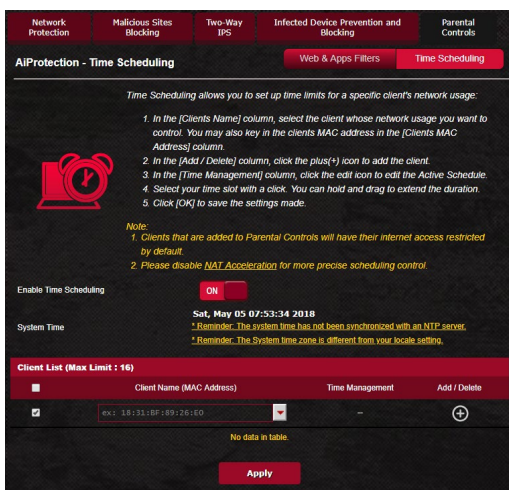 Network Protection
Malicious Sites Blocking
Two-Way IPS
Infected Device Prevention and Blocking
Parental Controls
AiProtection - Time Scheduling
Web & Apps Filters
Time Scheduling
Time Scheduling allows you to set up time limits for a specific client's network usage:
1. In the [Clients Name] column, select the client whose network usage you want to
control. You may also key in the clients MAC address in the [Clients MAC
Address] column.
2. In the [Add / Delete] column, click the plus(+) icon to add the client.
3. In the [Time Management] column, click the edit icon to edit the Active Schedule.
4. Select your time slot with a click. You can hold and drag to extend the duration.
5. Click [OK] to save the settings made.
Note:
1. Clients that are added to Parental Controls will have their internet access restricted
by default.
2. Please disable NAT Acceleration for more precise scheduling control.
Enable Time Scheduling
ON
System Time
Sat, May 05 07:53:34 2018
* Reminder: The system time has not been synchronized with an NTP server.
* Reminder: The System time zone is different from your locale setting.
Client List (Max Limit : 16)
Client Name (MAC Address)
Time Management
Add / Delete
ex: 18:31:BF:89:26:E0
–
No data in table.
Apply